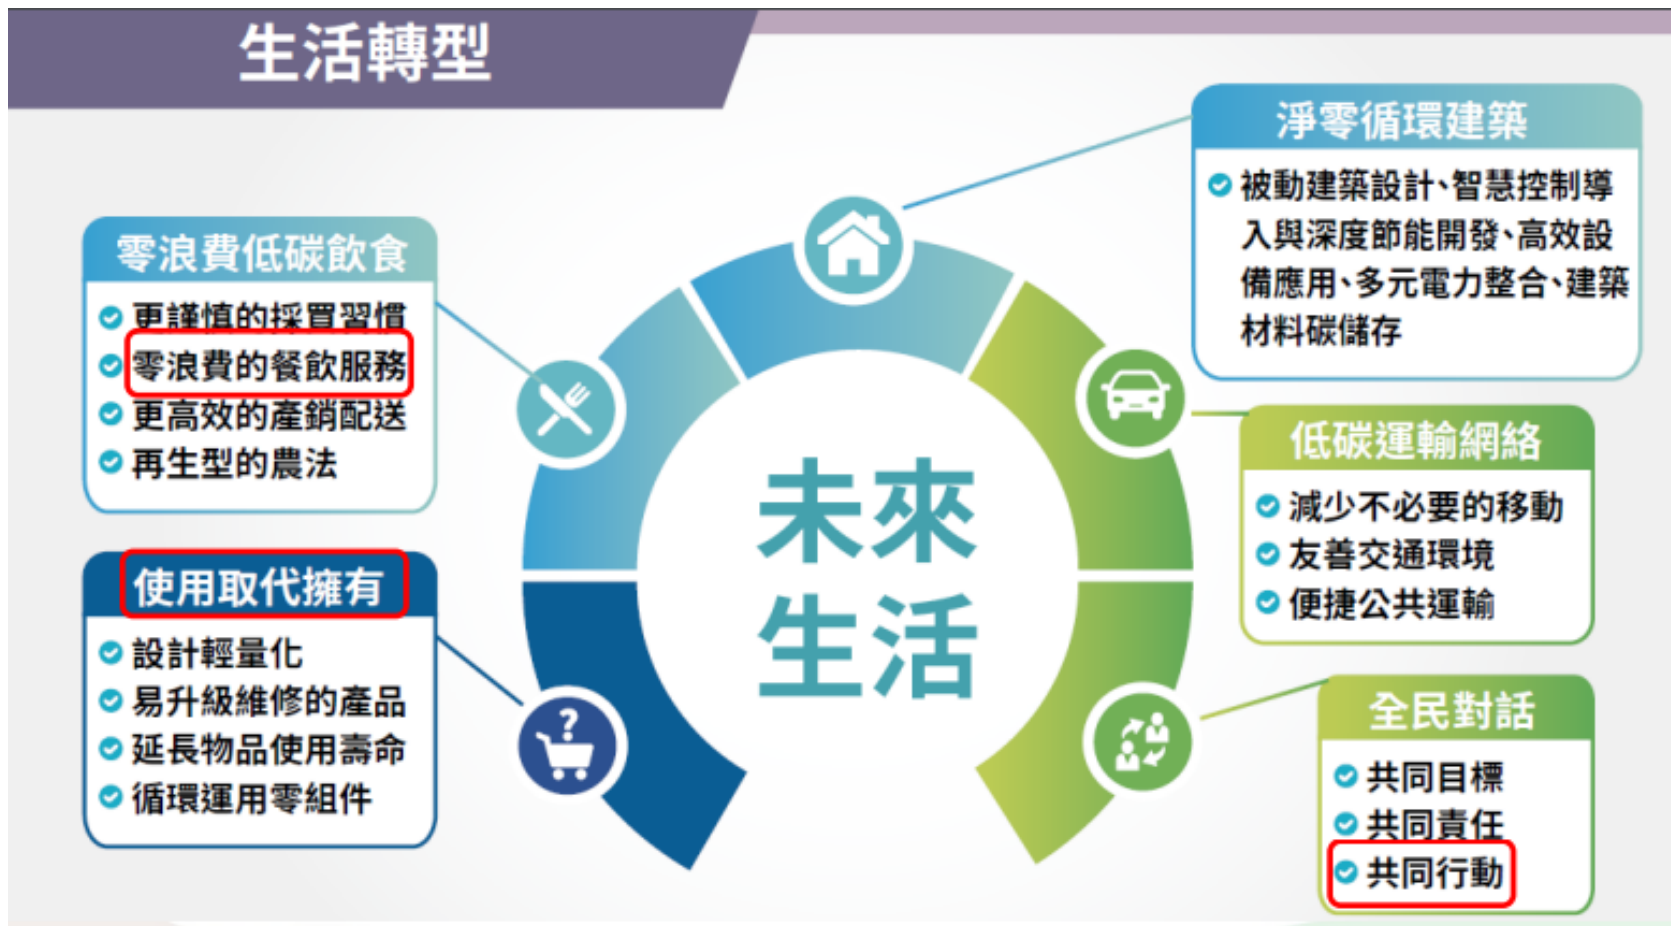 生活轉型
零浪費低碳飲食
更謹慎的採買習慣
零浪費的餐飲服務
更高效的產銷配送
再生型的農法
使用取代擁有
設計輕量化
易升級維修的產品
延長物品使用壽命
循環運用零組件
未來
生活
?
淨零循環建築
被動建築設計、智慧控制導
入與深度節能開發、高效設
備應用、多元電力整合、建築
材料碳儲存
低碳運輸網絡
減少不必要的移動
友善交通環境
便捷公共運輸
全民對話
共同目標
共同責任
共同行動